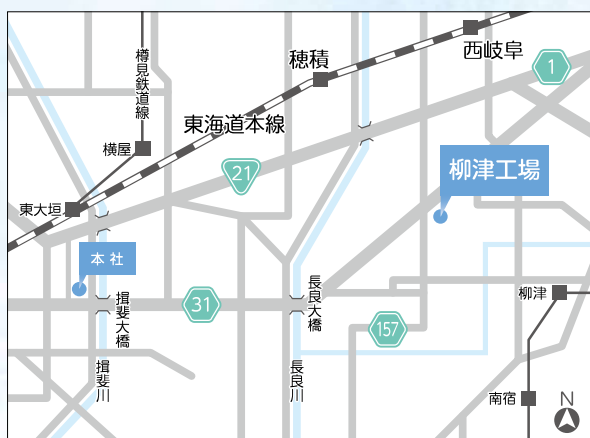 西岐阜
穂積
1
樽見鉄道線
東海道本線
横屋
21
柳津工場
東大垣
本社
31
揖斐大橋
長良大橋
157
柳津
揖斐川
長良川
南宿
N